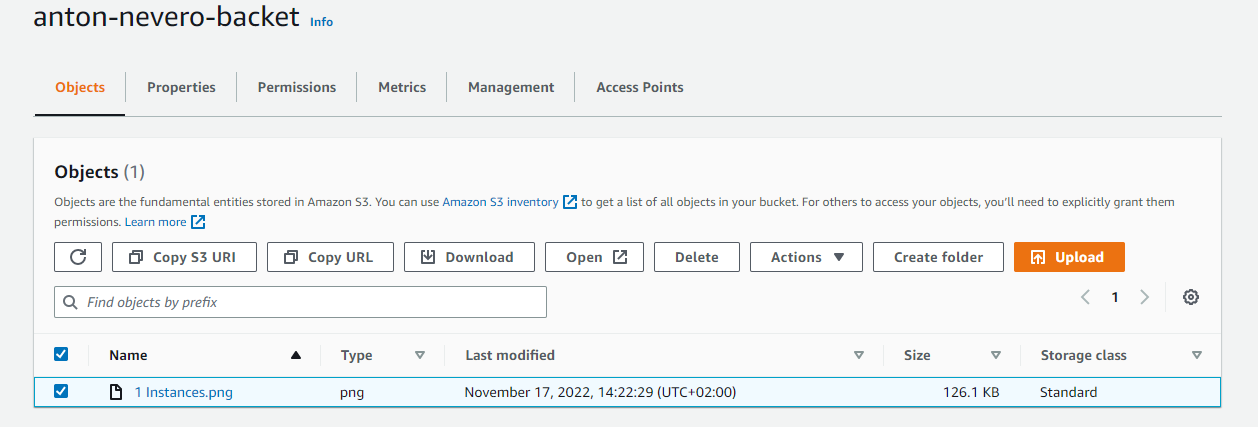 anton-nevero-backet Info
Objects Properties Permissions Metrics Management Access Points
Objects (1)
Objects are the fundamental entities stored in Amazon S3. You can use Amazon S3 inventory to get a list of all objects in your bucket. For others to access your objects, you'll need to explicitly grant them
permissions. Learn more
Copy S3 URI Copy URL Download Open Delete Actions Create folder Upload
Find objects by prefix 1
Name Type Last modified Size Storage class
1 Instances.png png November 17, 2022, 14:22:29 (UTC+02:00) 126.1 KB Standard